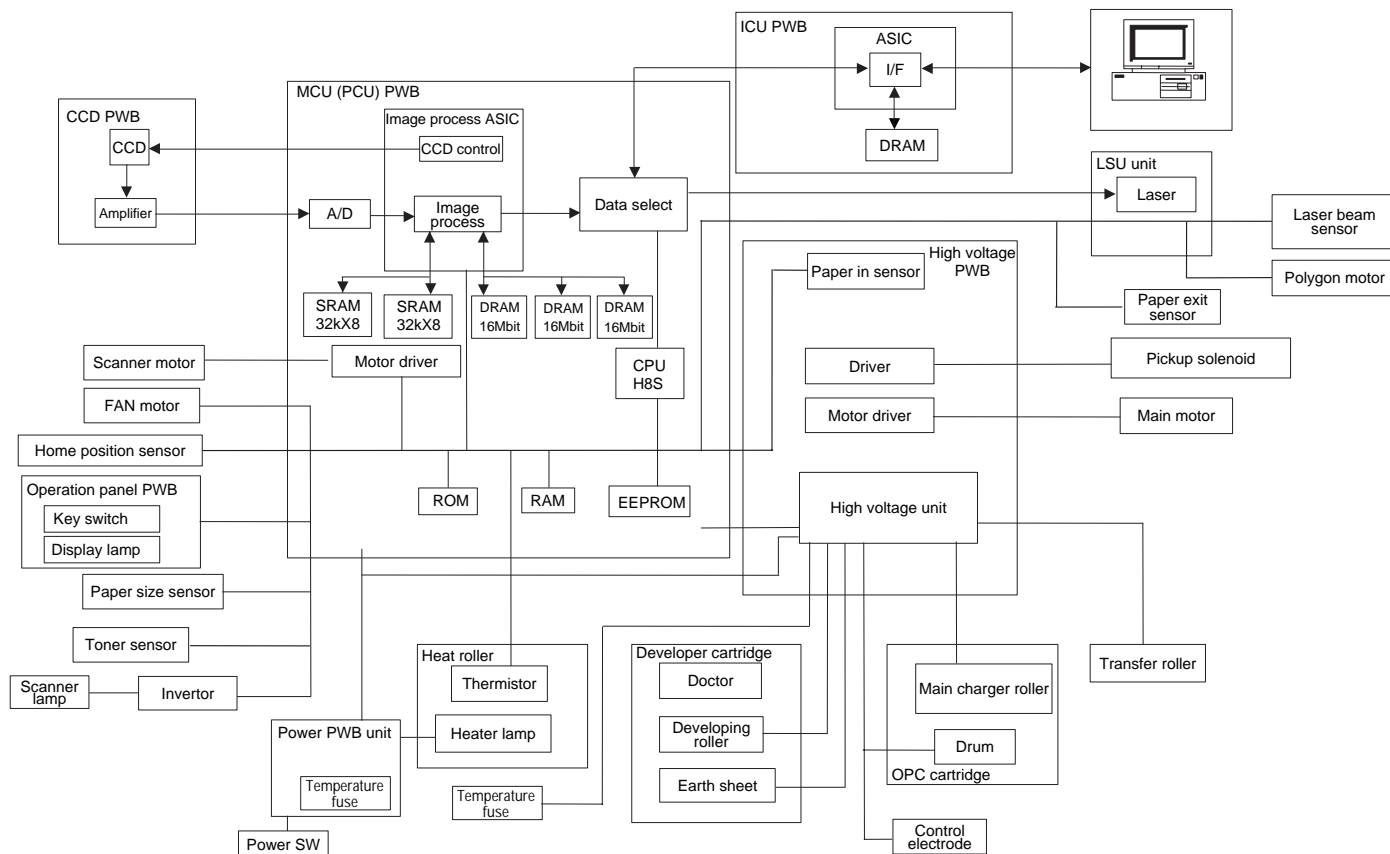 ICU PWB
ASIC
I/F
DRAM
MCU (PCU) PWB
CCD PWB
CCD
Amplifier
Image process ASIC
CCD control
A/D
Image
process
Data select
LSU unit
Laser
Laser beam
sensor
Polygon motor
High voltage
PWB
Paper in sensor
Paper exit
sensor
SRAM
32kX8
SRAM
32kX8
DRAM
16Mbit
DRAM
16Mbit
DRAM
16Mbit
Scanner motor
Motor driver
CPU
H8S
Driver
Pickup solenoid
FAN motor
Motor driver
Main motor
Home position sensor
Operation panel PWB
Key switch
Display lamp
ROM
RAM
EEPROM
High voltage unit
Paper size sensor
Toner sensor
Scanner
lamp
Invertor
Heat roller
Thermistor
Heater lamp
Developer cartridge
Doctor
Developing
roller
Earth sheet
Main charger roller
Drum
OPC cartridge
Transfer roller
Power PWB unit
Temperature
fuse
Temperature
fuse
Power SW
Control
electrode